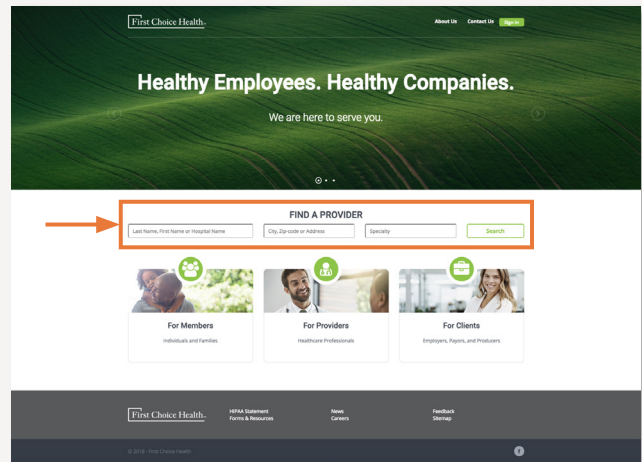 First Choice Health
About Us Contact Us Sign In
Healthy Employees. Healthy Companies.
We are here to serve you.
FIND A PROVIDER
Last Name, First Name or Hospital Name City, Zip-code or Address Specialty Search
For Members For Providers For Clients
Individuals and Families Healthcare Professionals Employers, Payors, and Producers
First Choice Health HIPAA Statement News Feedback
Forms & Resources Careers Sitemap
© 2018 - First Choice Health f